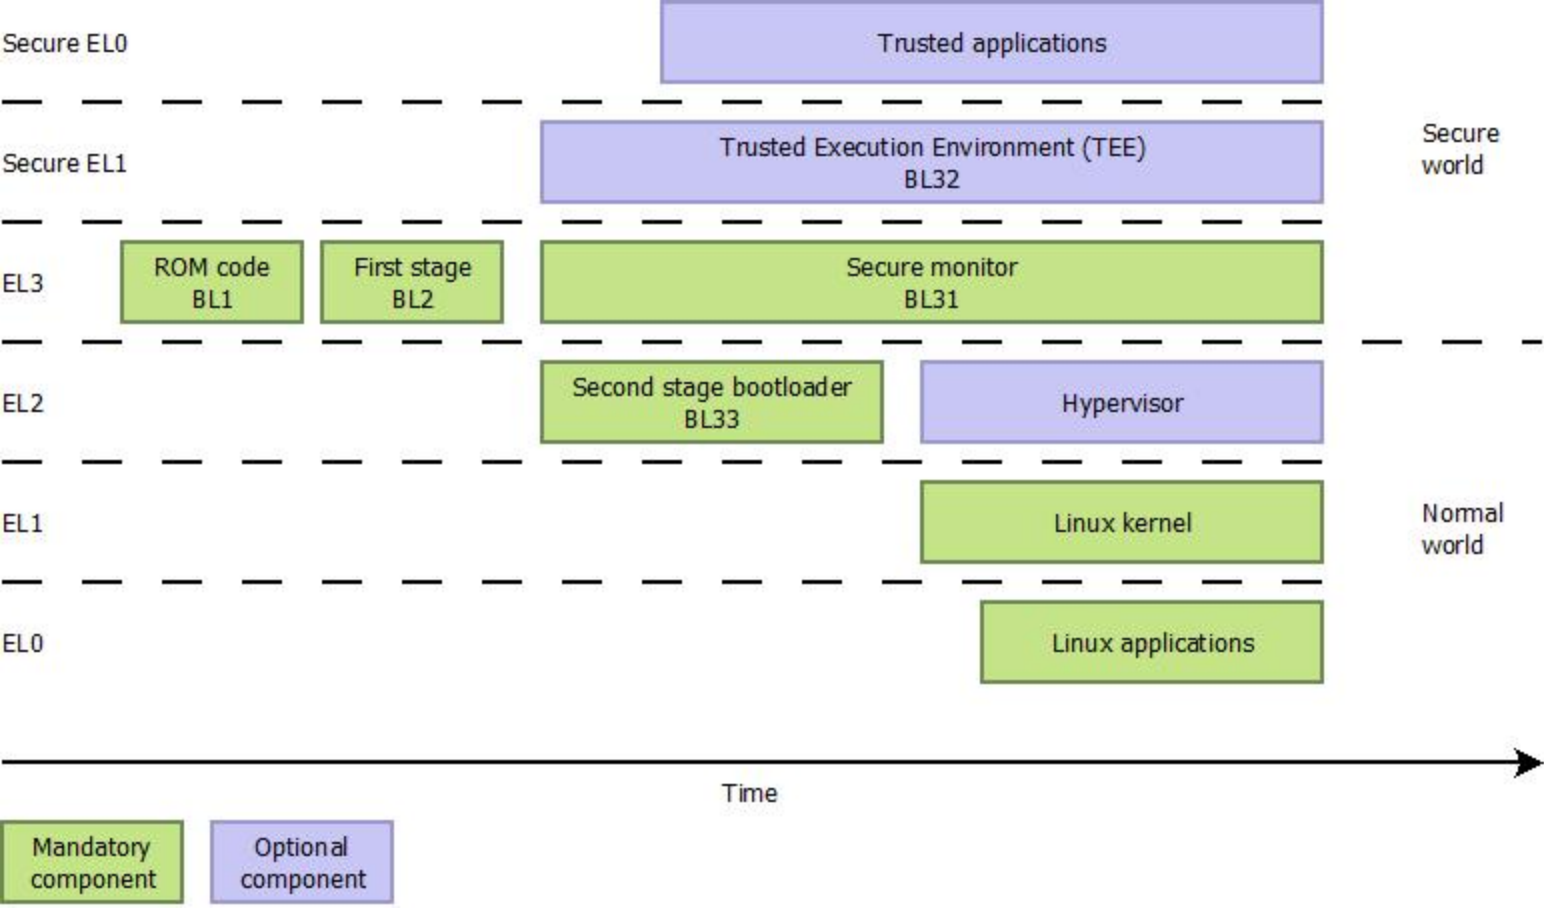 Secure EL0
Trusted applications
Secure EL1
Trusted Execution Environment (TEE)
BL32
Secure
world
EL3
ROM code
BL1
First stage
BL2
Secure monitor
BL31
EL2
Second stage bootloader
BL33
Hypervisor
EL1
Linux kernel
Normal
world
EL0
Linux applications
Time
Mandatory
component
Optional
component